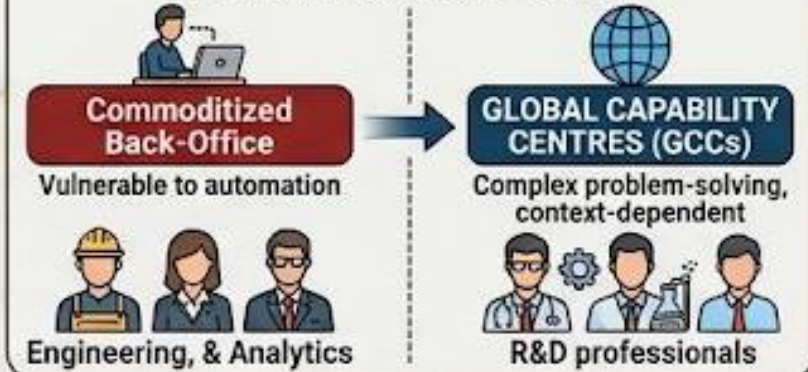 Commoditized
Back-Office
Vulnerable to automation
Engineering, & Analytics
GLOBAL CAPABILITY
CENTRES (GCCs)
Complex problem-solving,
context-dependent
R&D professionals